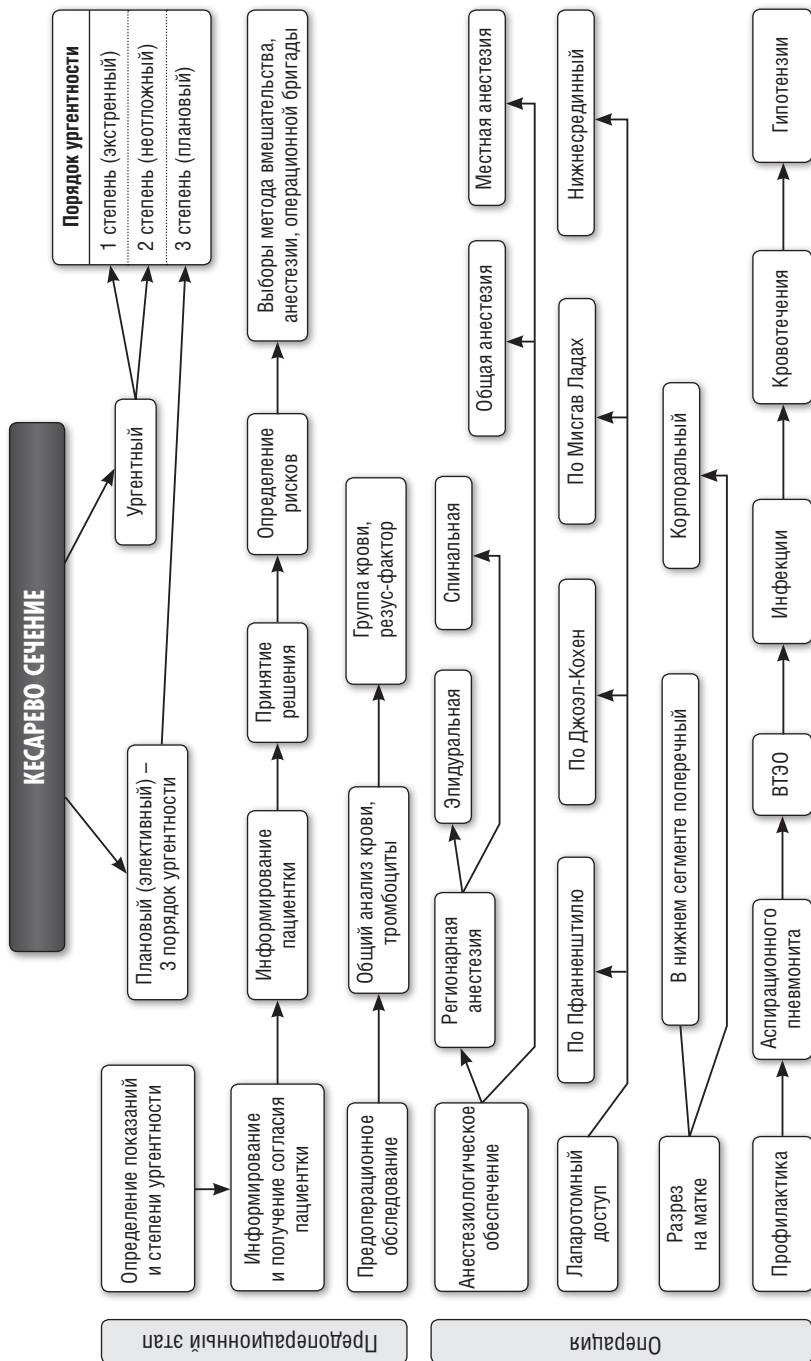 КЕСАРЕВО СЕЧЕНИЕ
Плановый (элективный) –
3 порядок ургентности
Ургентный
Порядок ургентности
1 степень (экстренный)
2 степень (неотложный)
3 степень (плановый)
Предоперационный этап
Определение показаний
и степени ургентности
Информирование
и получение согласия
пациентки
Информирование
пациентки
Принятие
решения
Определение
рисков
Выборы метода вмешательства,
анестезии, операционной бригады
Предоперационное
обследование
Общий анализ крови,
тромбоциты
Группа крови,
резус-фактор
Операция
Анестезиологическое
обеспечение
Регионарная
анестезия
Эпидуральная
Спинальная
Общая анестезия
Местная анестезия
Лапаротомный
доступ
По Пфанненштилю
По Джоэл-Кохен
По Мисгав Ладах
Нижнесрединный
Разрез
на матке
В нижнем сегменте поперечный
Корпоральный
Профилактика
Аспирационного
пневмонита
ВТЭО
Инфекции
Кровотечения
Гипотензии